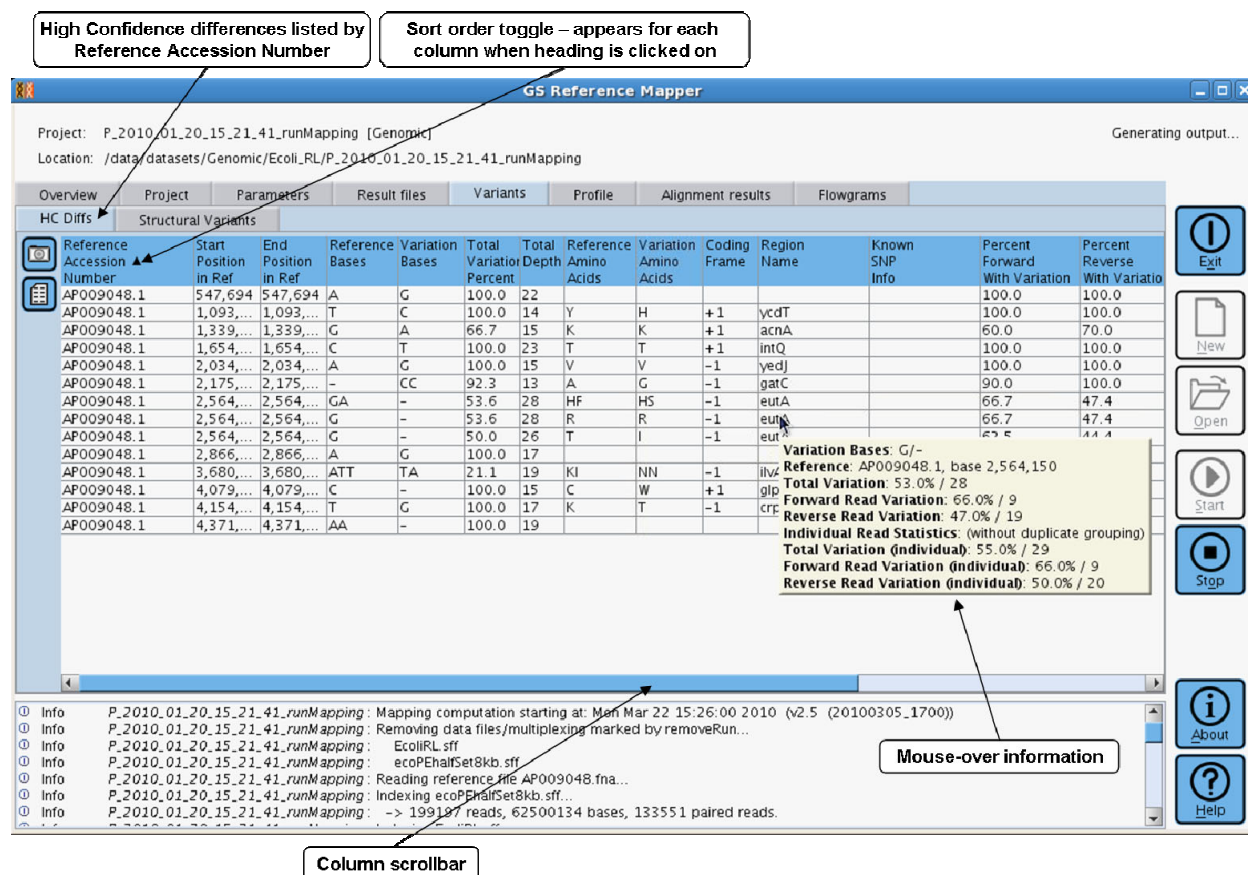 High Confidence differences listed by
Reference Accession Number
Sort order toggle – appears for each
column when heading is clicked on
GS Reference Mapper
Project: P_2010_01_20_15_21_41_runMapping [Genomic]
Generating output...
Location: /data/datasets/Genomic/Ecoli_RL/P_2010_01_20_15_21_41_runMapping
Overview Project Parameters Result files Variants Profile Alignment results Flowgrams
HC Diffs Structural Variants
Reference Start End Reference Variation Total Total Reference Variation Coding Region Known Percent Percent
Accession ▲ Position Position Bases Bases Variation Depth Amino Amino Frame Name SNP Forward Reverse
Number in Ref in Ref Percent Acids Acids Info With Variation With Variatio
AP009048.1 547,694 547,694 A G 100.0 22 100.0 100.0
AP009048.1 1,093,... 1,093,... T C 100.0 14 Y H +1 ycdT 100.0 100.0
AP009048.1 1,339,... 1,339,... G A 66.7 15 K K +1 acnA 60.0 70.0
AP009048.1 1,654,... 1,654,... C T 100.0 23 T T +1 intQ 100.0 100.0
AP009048.1 2,034,... 2,034,... A G 100.0 15 V V -1 yedJ 100.0 100.0
AP009048.1 2,175,... 2,175,... - CC 92.3 13 A G -1 gatC 90.0 100.0
AP009048.1 2,564,... 2,564,... GA - 53.6 28 HF HS -1 eutA 66.7 47.4
AP009048.1 2,564,... 2,564,... G - 53.6 28 R R -1 eutA 66.7 47.4
AP009048.1 2,564,... 2,564,... G - 50.0 26 T I -1 eutA 62.5 44.4
AP009048.1 2,866,... 2,866,... A G 100.0 17
AP009048.1 3,680,... 3,680,... ATT TA 21.1 19 KI NN -1 ilvA
AP009048.1 4,079,... 4,079,... C - 100.0 15 C W +1 glp
AP009048.1 4,154,... 4,154,... T G 100.0 17 K T -1 crp
AP009048.1 4,371,... 4,371,... AA - 100.0 19
Variation Bases: G/-
Reference: AP009048.1, base 2,564,150
Total Variation: 53.0% / 28
Forward Read Variation: 66.0% / 9
Reverse Read Variation: 47.0% / 19
Individual Read Statistics: (without duplicate grouping)
Total Variation (individual): 55.0% / 29
Forward Read Variation (individual): 66.0% / 9
Reverse Read Variation (individual): 50.0% / 20
Exit
New
Open
Start
Stop
About
Help
Info P_2010_01_20_15_21_41_runMapping : Mapping computation starting at: Mon Mar 22 15:26:00 2010 (v2.5 (20100305_1700))
Info P_2010_01_20_15_21_41_runMapping : Removing data files/multiplexing marked by removeRun...
Info P_2010_01_20_15_21_41_runMapping : EcoliRL.sff
Info P_2010_01_20_15_21_41_runMapping : ecoPEhalfSet8kb.sff
Info P_2010_01_20_15_21_41_runMapping : Reading reference file AP009048.fna...
Info P_2010_01_20_15_21_41_runMapping : Indexing ecoPEhalfSet8kb.sff...
Info P_2010_01_20_15_21_41_runMapping : -> 199197 reads, 62500134 bases, 133551 paired reads.
Mouse-over information
Column scrollbar